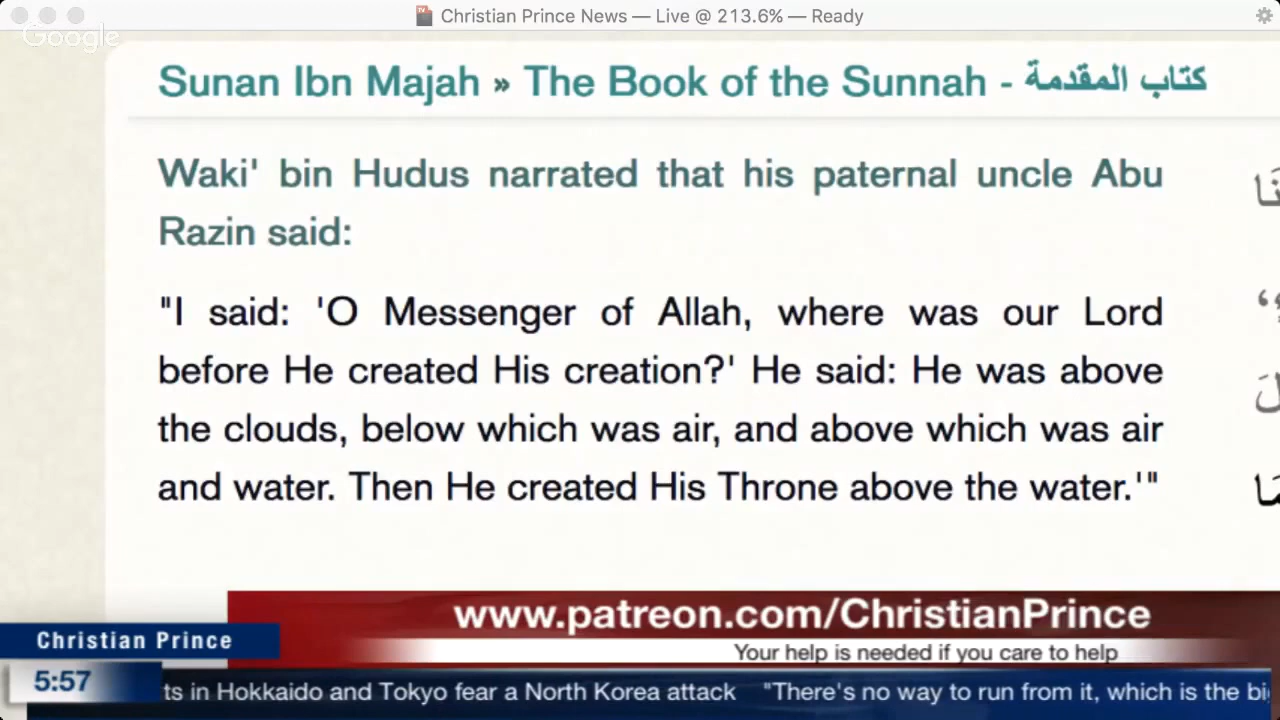 Christian Prince News — Live @ 213.6% — Ready
Google
Sunan Ibn Majah » The Book of the Sunnah - كتاب المقدمة
Waki' bin Hudus narrated that his paternal uncle Abu
Razin said:
"I said: 'O Messenger of Allah, where was our Lord
before He created His creation?' He said: He was above
the clouds, below which was air, and above which was air
and water. Then He created His Throne above the water.'"
www.patreon.com/ChristianPrince
Christian Prince
Your help is needed if you care to help
5:57
ts in Hokkaido and Tokyo fear a North Korea attack "There's no way to run from it, which is the bi